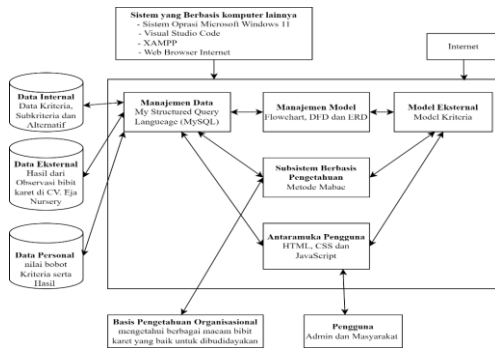 Sistem yang Berbasis komputer lainnya
- Sistem Oprasi Microsoft Windows 11
- Visual Studio Code
- XAMPP
- Web Browser Internet
Internet
Data Internal
Data Kriteria,
Subkriteria dan
Alternatif
Manajemen Data
My Structured Query
Langueage (MySQL)
Manajemen Model
Flowchart, DFD dan ERD
Model Eksternal
Model Kriteria
Data Eksternal
Hasil dari
Observasi bibit
karet di CV. Eja
Nursery
Subsistem Berbasis
Pengetahuan
Metode Mabac
Data Personal
nilai bobot
Kriteria serta
Hasil
Antaramuka Pengguna
HTML, CSS dan
JavaScript
Basis Pengetahuan Organisasional
mengetahui berbagai macam bibit
karet yang baik untuk dibudidayakan
Pengguna
Admin dan Masyarakat